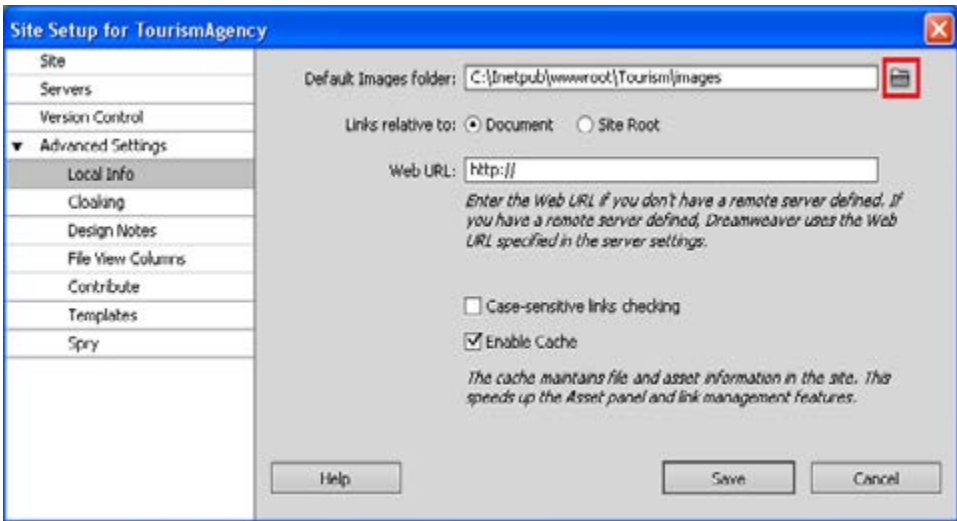 Site Setup for TourismAgency
Site
Servers
Version Control
Advanced Settings
Local Info
Cloaking
Design Notes
File View Columns
Contribute
Templates
Spry
Default Images folder: C:\Inetpub\wwwroot\Tourism\images
Links relative to: Document Site Root
Web URL: http://
Enter the Web URL if you don't have a remote server defined. If
you have a remote server defined, Dreamweaver uses the Web
URL specified in the server settings.
Case-sensitive links checking
Enable Cache
The cache maintains file and asset information in the site. This
speeds up the Asset panel and link management features.
Help Save Cancel